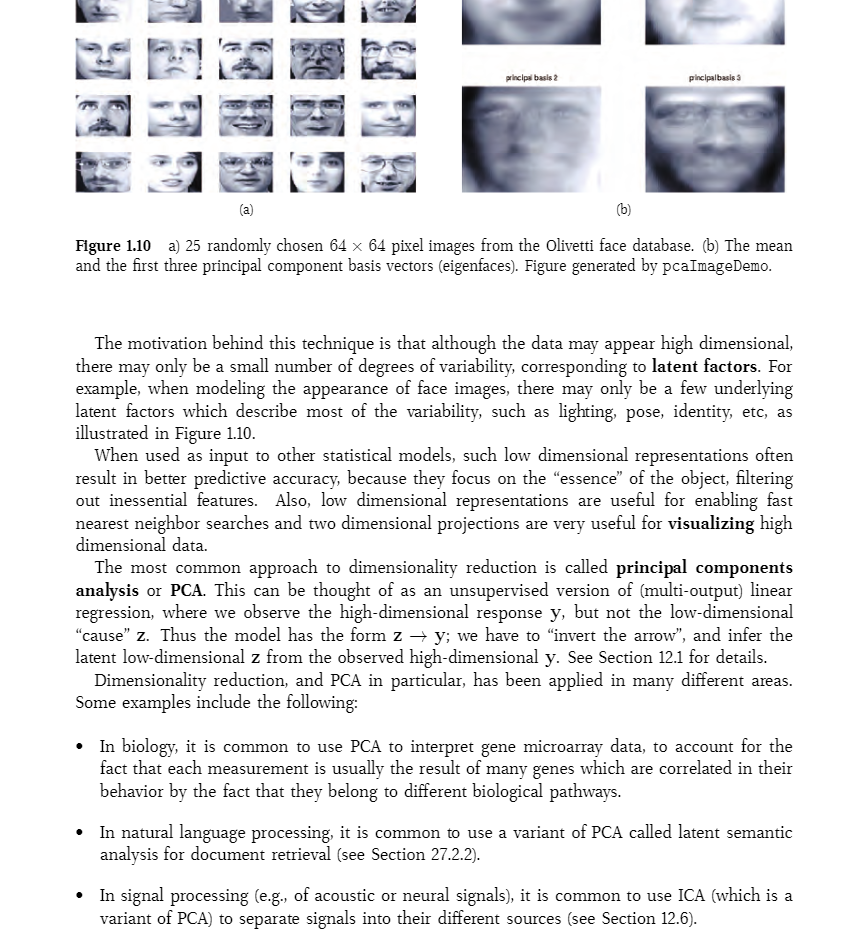 principal basis 2
principal basis 3
(a)
(b)
Figure 1.10 a) 25 randomly chosen 64 × 64 pixel images from the Olivetti face database. (b) The mean
and the first three principal component basis vectors (eigenfaces). Figure generated by pcaImageDemo.
The motivation behind this technique is that although the data may appear high dimensional,
there may only be a small number of degrees of variability, corresponding to latent factors. For
example, when modeling the appearance of face images, there may only be a few underlying
latent factors which describe most of the variability, such as lighting, pose, identity, etc, as
illustrated in Figure 1.10.
When used as input to other statistical models, such low dimensional representations often
result in better predictive accuracy, because they focus on the “essence” of the object, filtering
out inessential features. Also, low dimensional representations are useful for enabling fast
nearest neighbor searches and two dimensional projections are very useful for visualizing high
dimensional data.
The most common approach to dimensionality reduction is called principal components
analysis or PCA. This can be thought of as an unsupervised version of (multi-output) linear
regression, where we observe the high-dimensional response y, but not the low-dimensional
“cause” z. Thus the model has the form z → y; we have to “invert the arrow”, and infer the
latent low-dimensional z from the observed high-dimensional y. See Section 12.1 for details.
Dimensionality reduction, and PCA in particular, has been applied in many different areas.
Some examples include the following:
• In biology, it is common to use PCA to interpret gene microarray data, to account for the
fact that each measurement is usually the result of many genes which are correlated in their
behavior by the fact that they belong to different biological pathways.
• In natural language processing, it is common to use a variant of PCA called latent semantic
analysis for document retrieval (see Section 27.2.2).
• In signal processing (e.g., of acoustic or neural signals), it is common to use ICA (which is a
variant of PCA) to separate signals into their different sources (see Section 12.6).